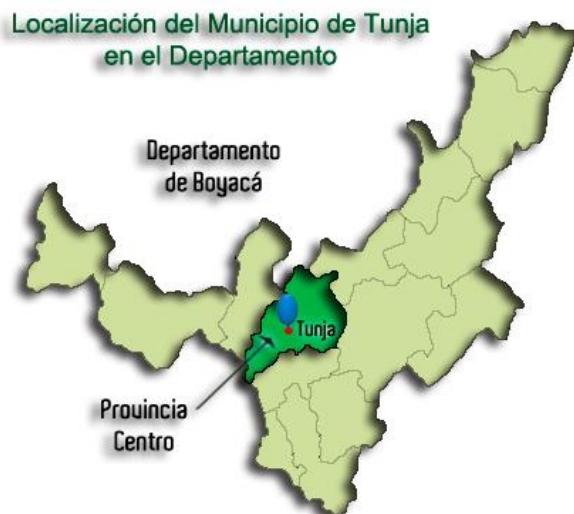 Localización del Municipio de Tunja
en el Departamento
Departamento
de Boyacá
Tunja
Provincia
Centro